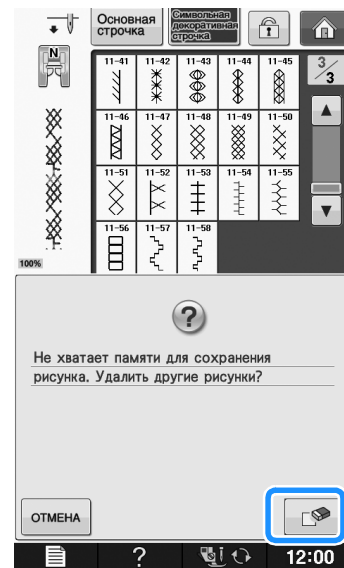 Основная
строчка
Символьная
декоративная
строчка
N
3/3
11-41 11-42 11-43 11-44 11-45
11-46 11-47 11-48 11-49 11-50
11-51 11-52 11-53 11-54 11-55
11-56 11-57 11-58
100%
?
Не хватает памяти для сохранения
рисунка. Удалить другие рисунки?
ОТМЕНА
? 12:00